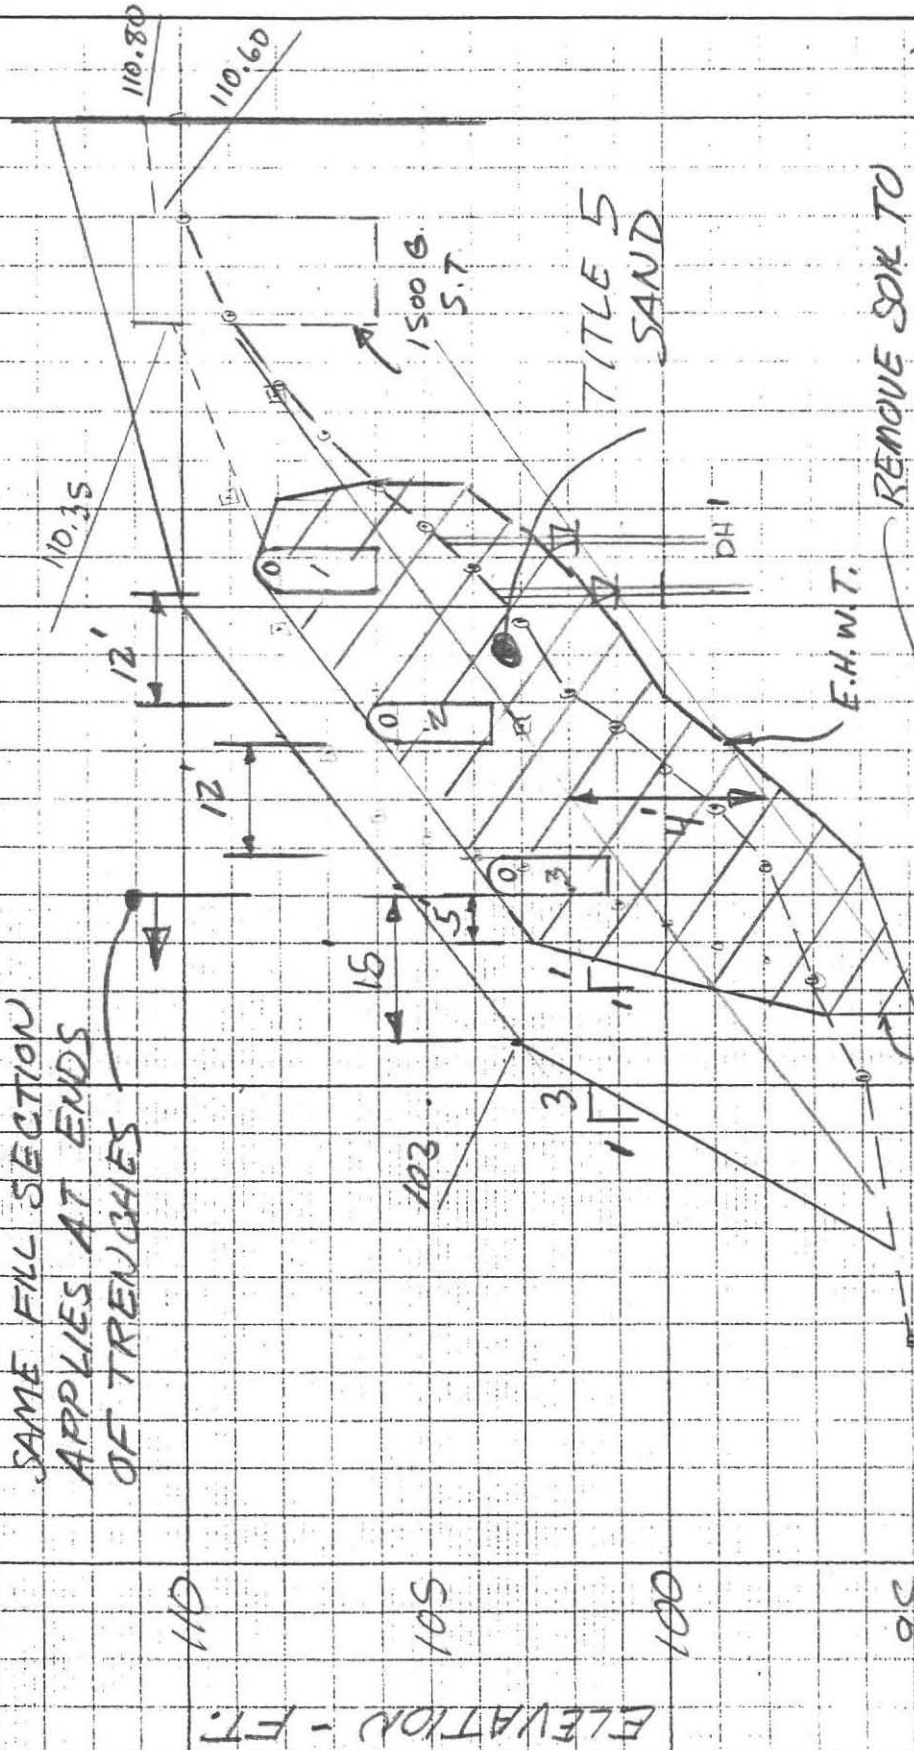 SAME FILL SECTION
APPLIES AT ENDS
OF TRENCHES
12'
12'
15'
5'
110.35
110.80
110.60
1500 G.
S.T
TITLE 5
SAND
1
2
3
103
3
1
1
1
4'
DH 1
E.H.W.T.
REMOVE SOIL TO
ELEVATION - FT.
110
105
100
95